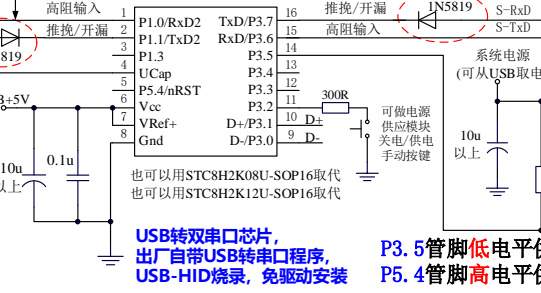 高阻输入
推挽/开漏
5819
1 P1.0/RxD2 TxD/P3.7 16
2 P1.1/TxD2 RxD/P3.6 15
3 P1.3 P3.5 14
4 UCap P3.4 13
5 P5.4/nRST P3.3 12
6 Vcc P3.2 11
7 VRef+ D+/P3.1 10 D+
8 Gnd D-/P3.0 9 D-
推挽/开漏
高阻输入
1N5819
S-RxD
S-TxD
系统电源
(可从USB取电
300R
可做电源
供应模块
关电/供电
手动按键
10u
以上
+5V
10u
以上
0.1u
也可以用STC8H2K08U-SOP16取代
也可以用STC8H2K12U-SOP16取代
USB转双串口芯片，
出厂自带USB转串口程序，
USB-HID烧录，免驱动安装
P3.5管脚低电平
P5.4管脚高电平